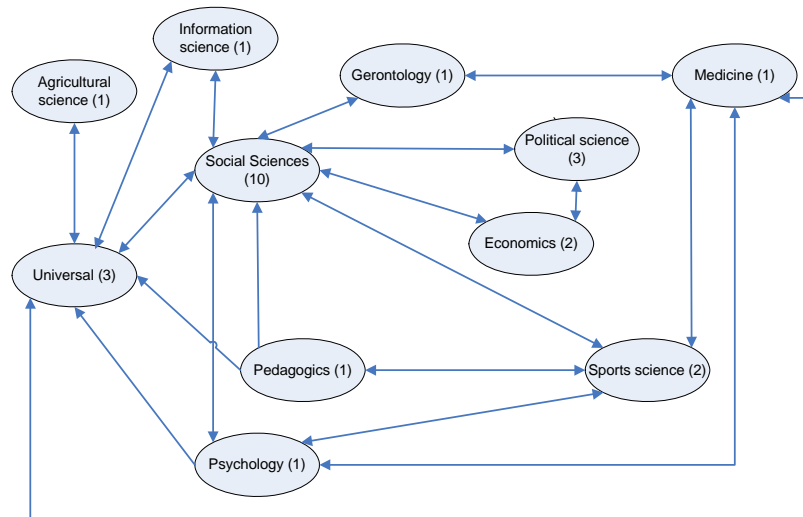 Information
science (1)
Agricultural
science (1)
Gerontology (1)
Medicine (1)
Social Sciences
(10)
Political science
(3)
Economics (2)
Universal (3)
Pedagogics (1)
Sports science (2)
Psychology (1)